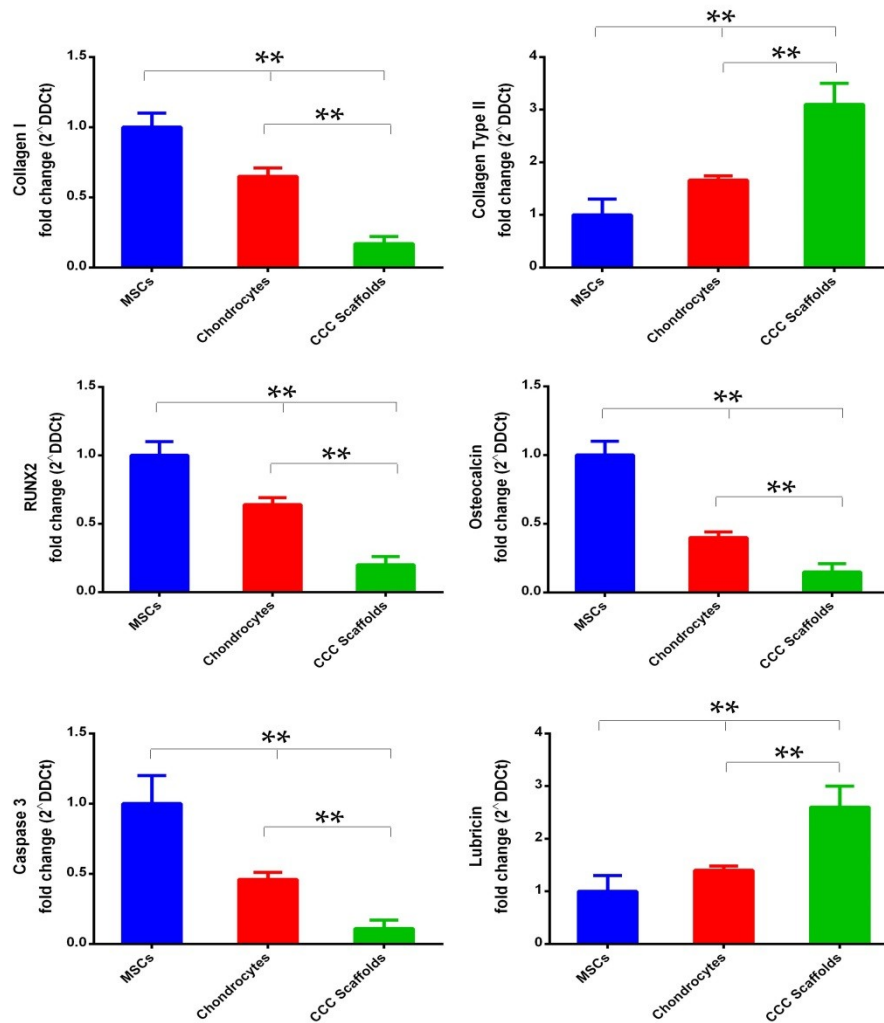 Collagen I
fold change (2^DDCt)
1.5
1.0
0.5
0.0
**
**
MSCs
Chondrocytes
CCC Scaffolds
Collagen Type II
fold change (2^DDCt)
4
3
2
1
0
**
**
MSCs
Chondrocytes
CCC Scaffolds
RUNX2
fold change (2^DDCt)
1.5
1.0
0.5
0.0
**
**
MSCs
Chondrocytes
CCC Scaffolds
Osteocalcin
fold change (2^DDCt)
1.5
1.0
0.5
0.0
**
**
MSCs
Chondrocytes
CCC Scaffolds
Caspase 3
fold change (2^DDCt)
1.5
1.0
0.5
0.0
**
**
MSCs
Chondrocytes
CCC Scaffolds
Lubricin
fold change (2^DDCt)
4
3
2
1
0
**
**
MSCs
Chondrocytes
CCC Scaffolds